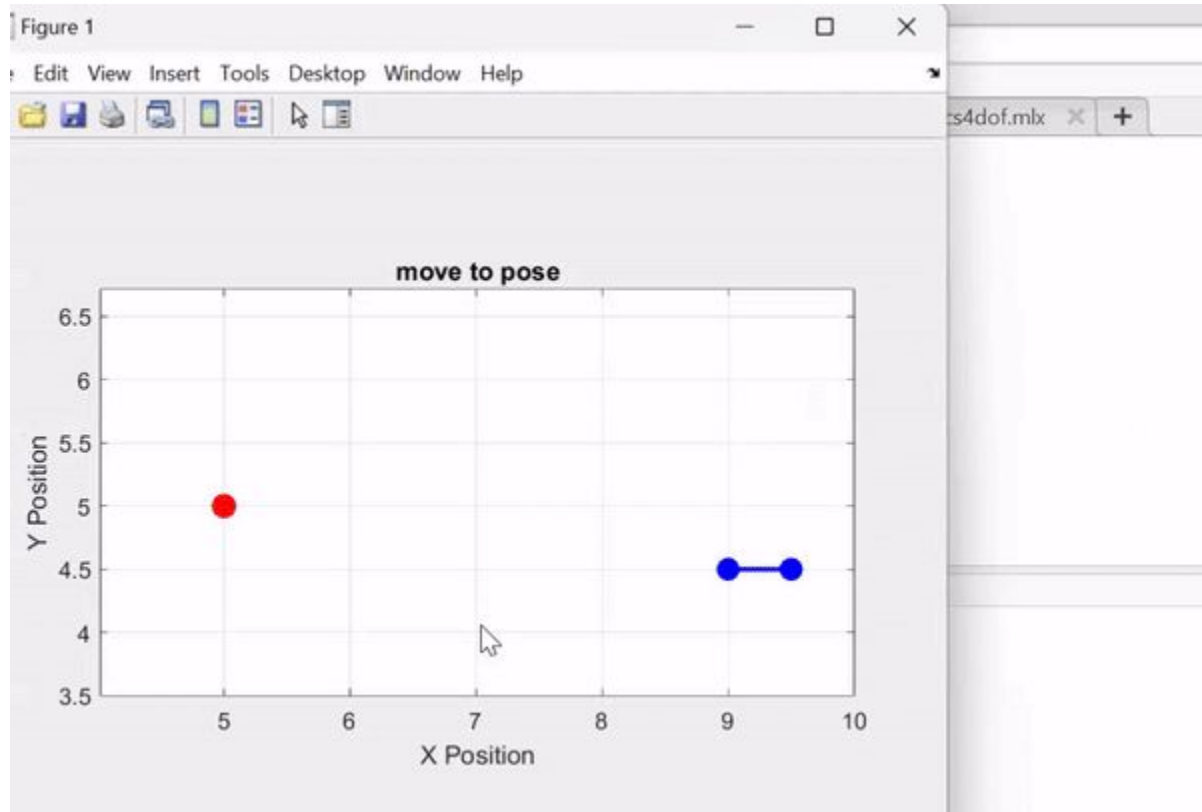 Figure 1
Edit View Insert Tools Desktop Window Help
cs4dof.mlx
move to pose
6.5
6
5.5
5
4.5
4
3.5
Y Position
5 6 7 8 9 10
X Position